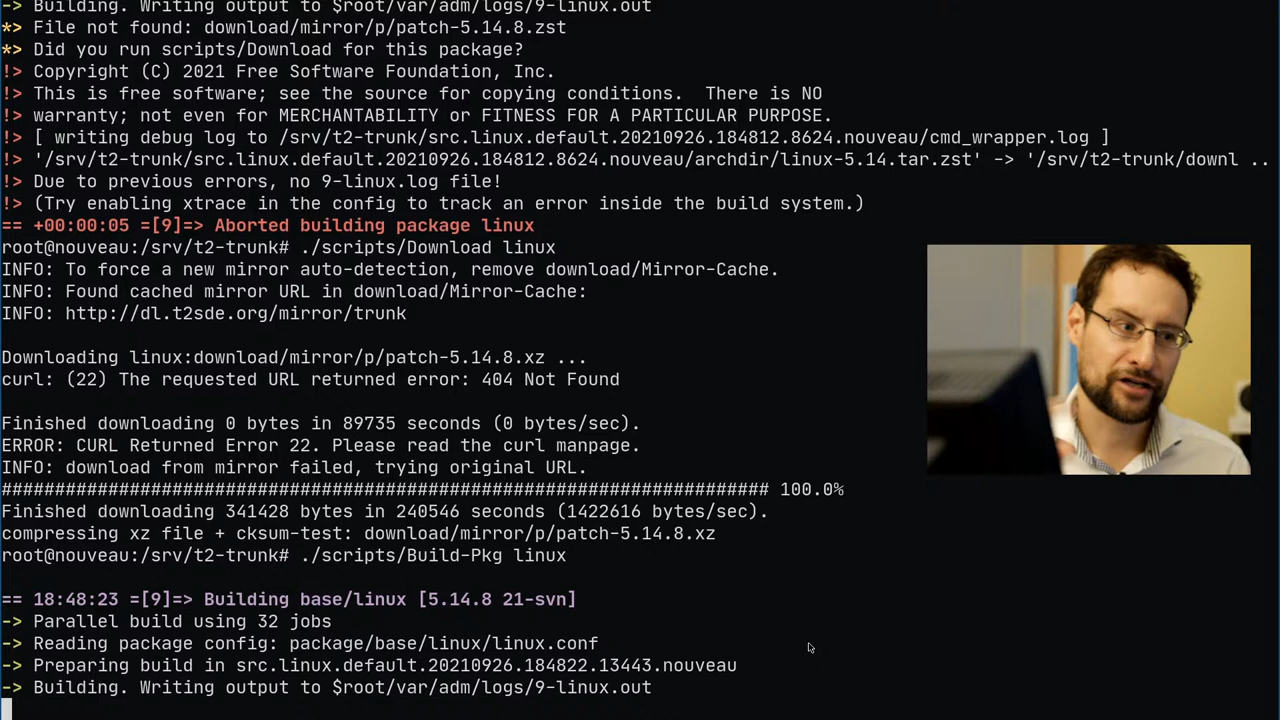 -> Building. Writing output to $root/var/adm/logs/9-linux.out
*> File not found: download/mirror/p/patch-5.14.8.zst
*> Did you run scripts/Download for this package?
!> Copyright (C) 2021 Free Software Foundation, Inc.
!> This is free software; see the source for copying conditions.  There is NO
!> warranty; not even for MERCHANTABILITY or FITNESS FOR A PARTICULAR PURPOSE.
!> [ writing debug log to /srv/t2-trunk/src.linux.default.20210926.184812.8624.nouveau/cmd_wrapper.log ]
!> '/srv/t2-trunk/src.linux.default.20210926.184812.8624.nouveau/archdir/linux-5.14.tar.zst' -> '/srv/t2-trunk/downl ..
!> Due to previous errors, no 9-linux.log file!
!> (Try enabling xtrace in the config to track an error inside the build system.)
== +00:00:05 =[9]=> Aborted building package linux
root@nouveau:/srv/t2-trunk# ./scripts/Download linux
INFO: To force a new mirror auto-detection, remove download/Mirror-Cache.
INFO: Found cached mirror URL in download/Mirror-Cache:
INFO: http://dl.t2sde.org/mirror/trunk
Downloading linux:download/mirror/p/patch-5.14.8.xz ...
curl: (22) The requested URL returned error: 404 Not Found
Finished downloading 0 bytes in 89735 seconds (0 bytes/sec).
ERROR: CURL Returned Error 22. Please read the curl manpage.
INFO: download from mirror failed, trying original URL.
######################################################################## 100.0%
Finished downloading 341428 bytes in 240546 seconds (1422616 bytes/sec).
compressing xz file + cksum-test: download/mirror/p/patch-5.14.8.xz
root@nouveau:/srv/t2-trunk# ./scripts/Build-Pkg linux
== 18:48:23 =[9]=> Building base/linux [5.14.8 21-svn]
-> Parallel build using 32 jobs
-> Reading package config: package/base/linux/linux.conf
-> Preparing build in src.linux.default.20210926.184822.13443.nouveau
-> Building. Writing output to $root/var/adm/logs/9-linux.out